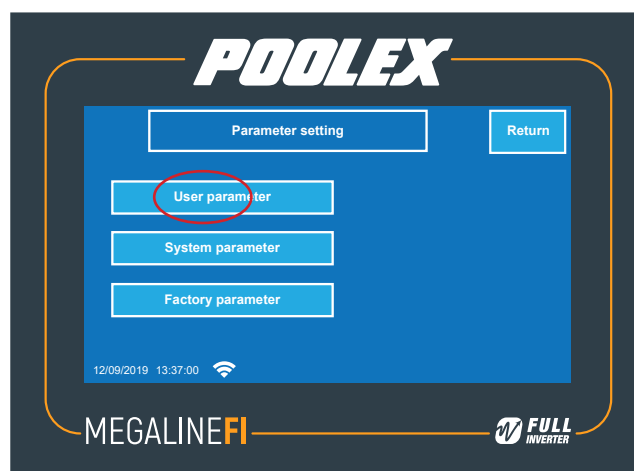 POOLEX
Parameter setting
Return
User parameter
System parameter
Factory parameter
12/09/2019 13:37:00
MEGALINEFI
FULL
INVERTER